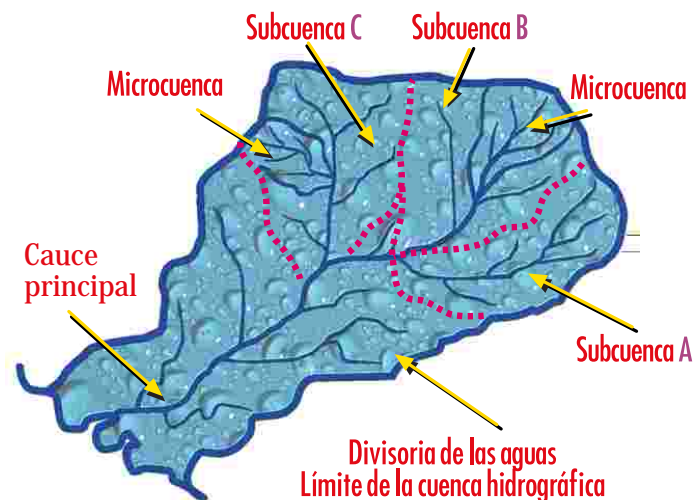 Subcuenca C
Subcuenca B
Microcuenca
Microcuenca
Cauce
principal
Subcuenca A
Divisoria de las aguas
Límite de la cuenca hidrográfica